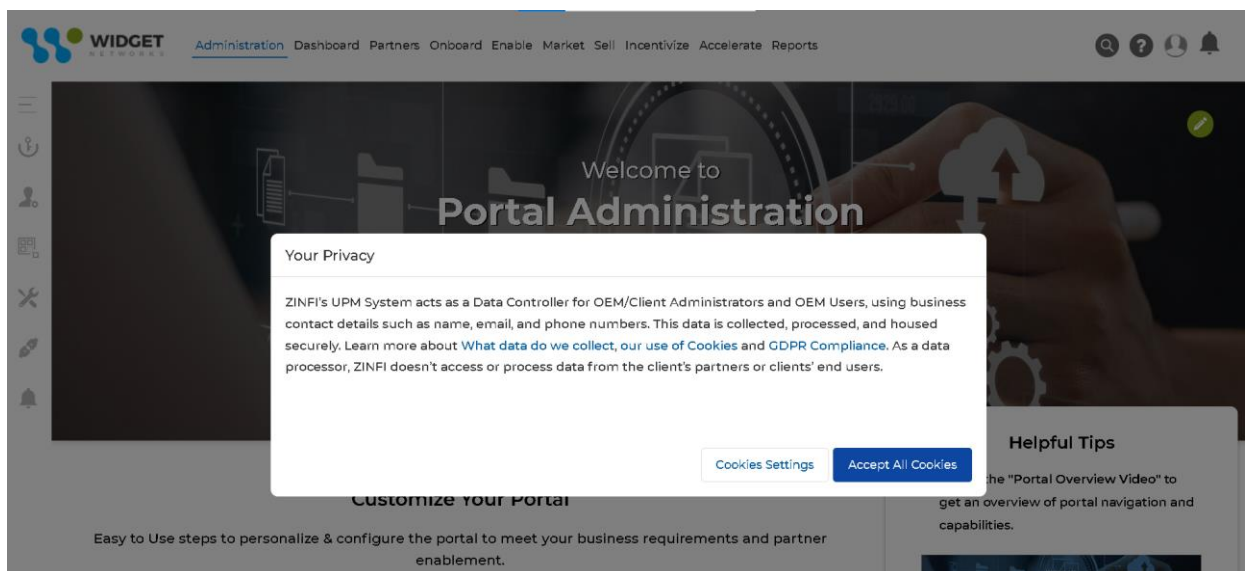 WIDGET
NETWORKS
Administration Dashboard Partners Onboard Enable Market Sell Incentivize Accelerate Reports
Welcome to
Portal Administration
Your Privacy
ZINFI's UPM System acts as a Data Controller for OEM/Client Administrators and OEM Users, using business
contact details such as name, email, and phone numbers. This data is collected, processed, and housed
securely. Learn more about What data do we collect, our use of Cookies and GDPR Compliance. As a data
processor, ZINFI doesn't access or process data from the client's partners or clients' end users.
Cookies Settings Accept All Cookies
Customize Your Portal
Easy to Use steps to personalize & configure the portal to meet your business requirements and partner
enablement.
Helpful Tips
the "Portal Overview Video" to
get an overview of portal navigation and
capabilities.